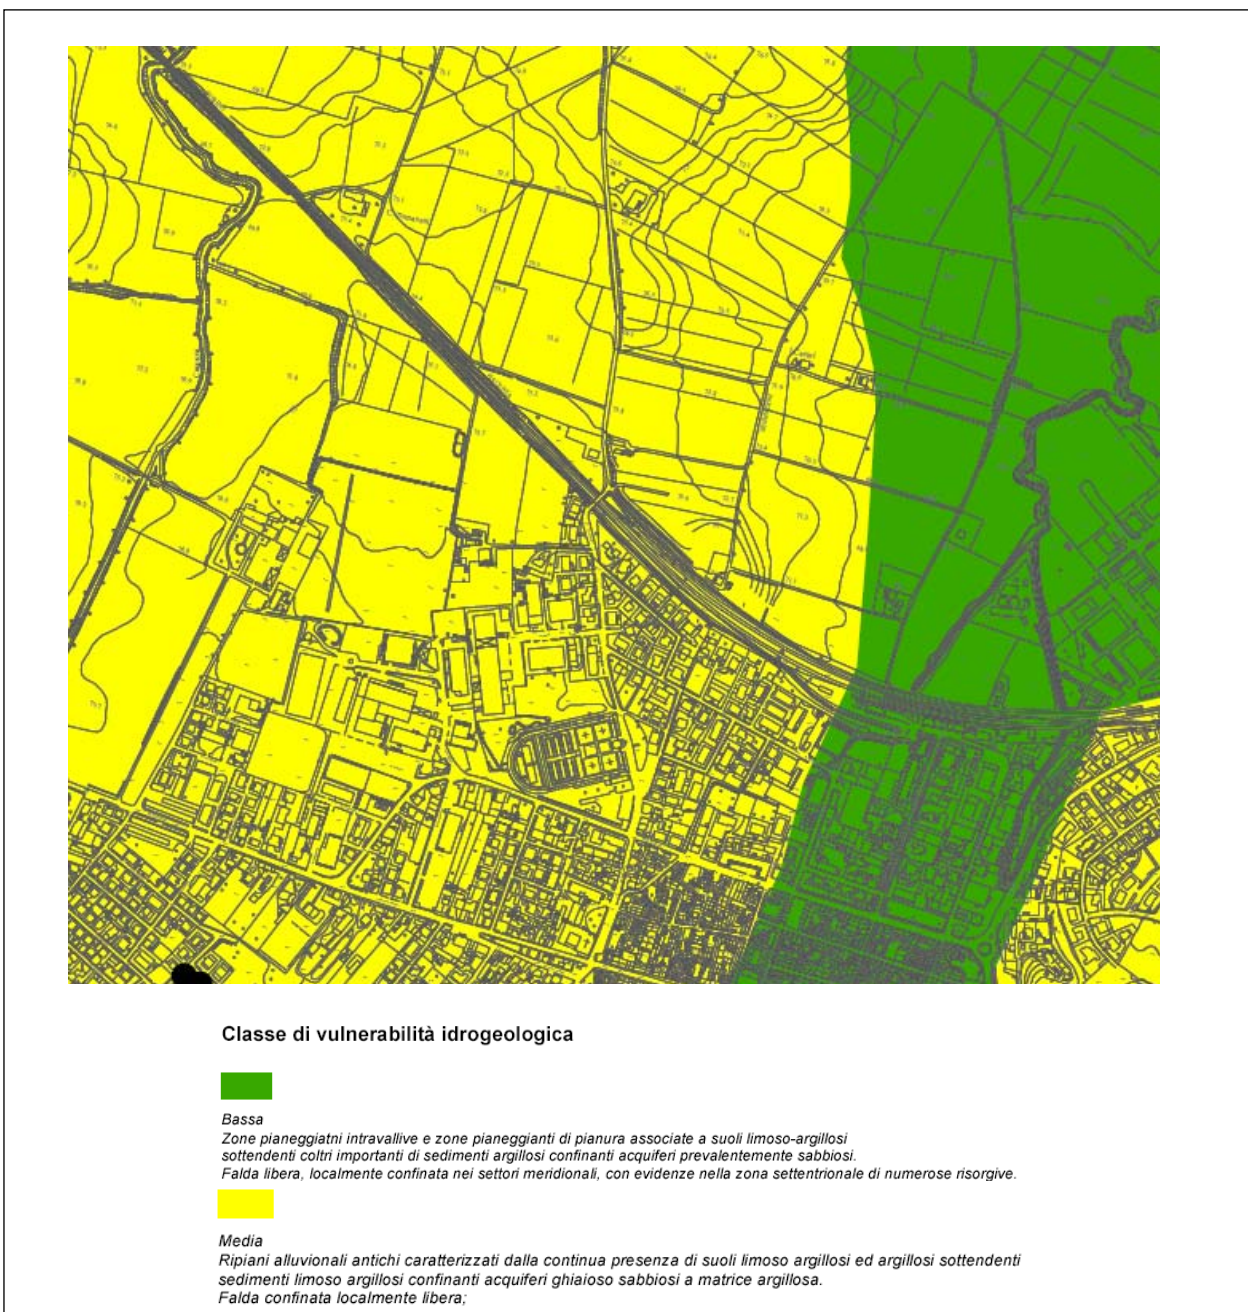 Classe di vulnerabilità idrogeologica
Bassa
Zone pianeggiatni intravallive e zone pianeggianti di pianura associate a suoli limoso-argillosi
sottendenti coltri importanti di sedimenti argillosi confinanti acquiferi prevalentemente sabbiosi.
Falda libera, localmente confinata nei settori meridionali, con evidenze nella zona settentrionale di numerose risorgive.
Media
Ripiani alluvionali antichi caratterizzati dalla continua presenza di suoli limoso argillosi ed argillosi sottendenti
sedimenti limoso argillosi confinanti acquiferi ghiaioso sabbiosi a matrice argillosa.
Falda confinata localmente libera;